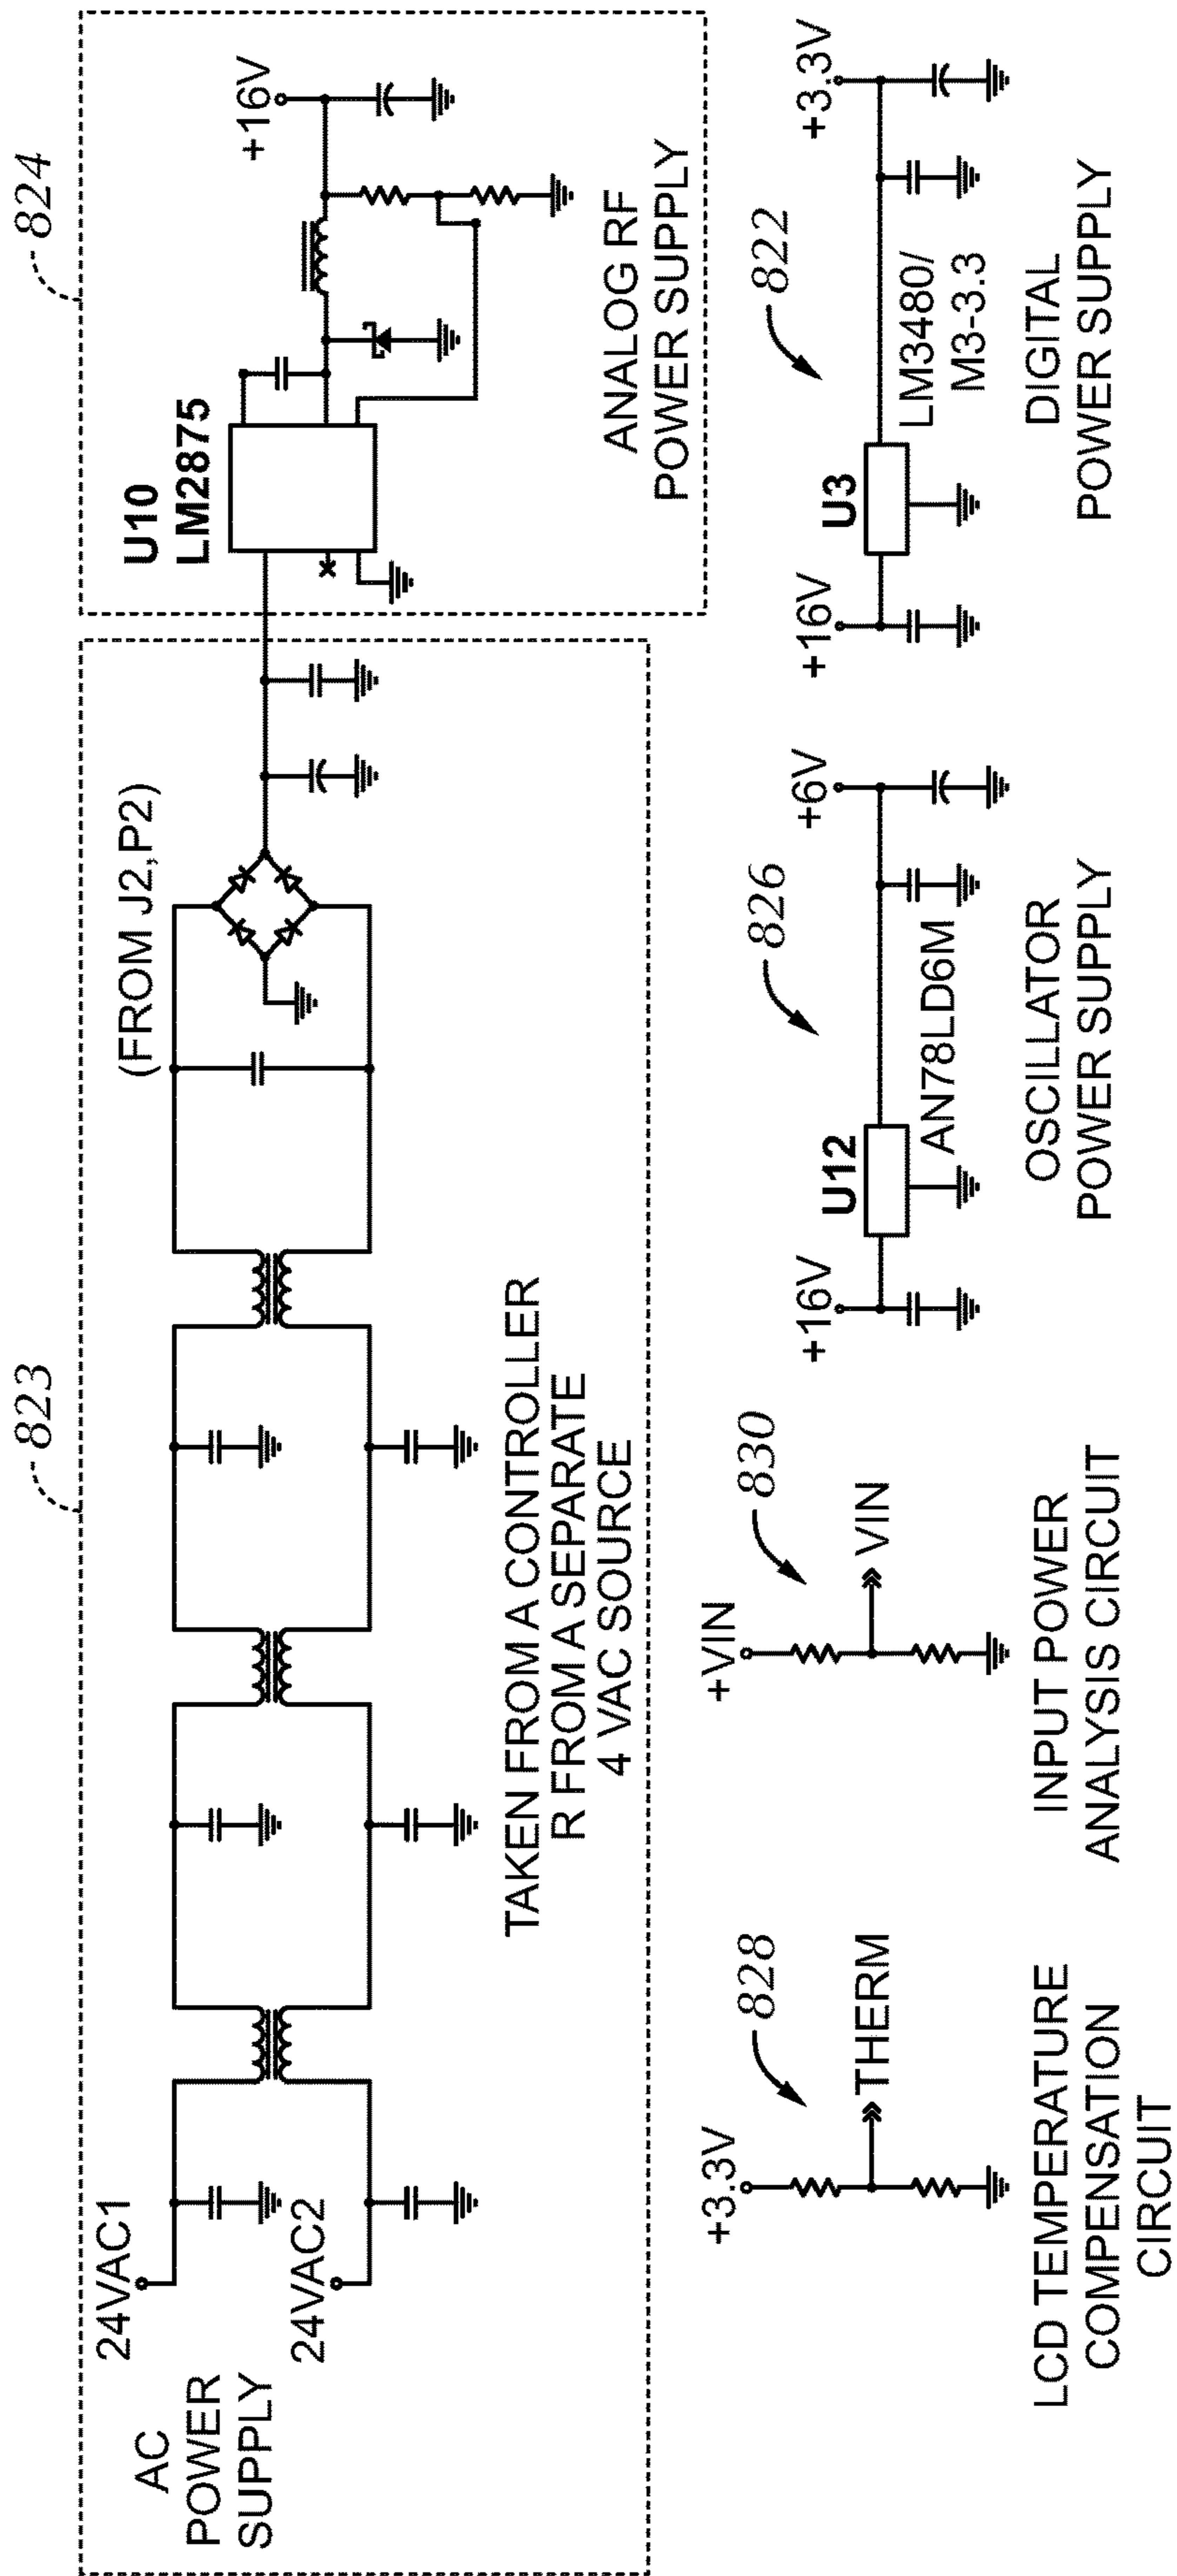 823
824
AC
POWER
SUPPLY
24VAC1
24VAC2
(FROM J2,P2)
TAKEN FROM A CONTROLLER
R FROM A SEPARATE
4 VAC SOURCE
U10
LM2875
+16V
ANALOG RF
POWER SUPPLY
828
+3.3V
THERM
LCD TEMPERATURE
COMPENSATION
CIRCUIT
830
+VIN
VIN
INPUT POWER
ANALYSIS CIRCUIT
826
+16V
U12
AN78LD6M
+6V
OSCILLATOR
POWER SUPPLY
822
+16V
U3
LM3480/
M3-3.3
+3.3V
DIGITAL
POWER SUPPLY